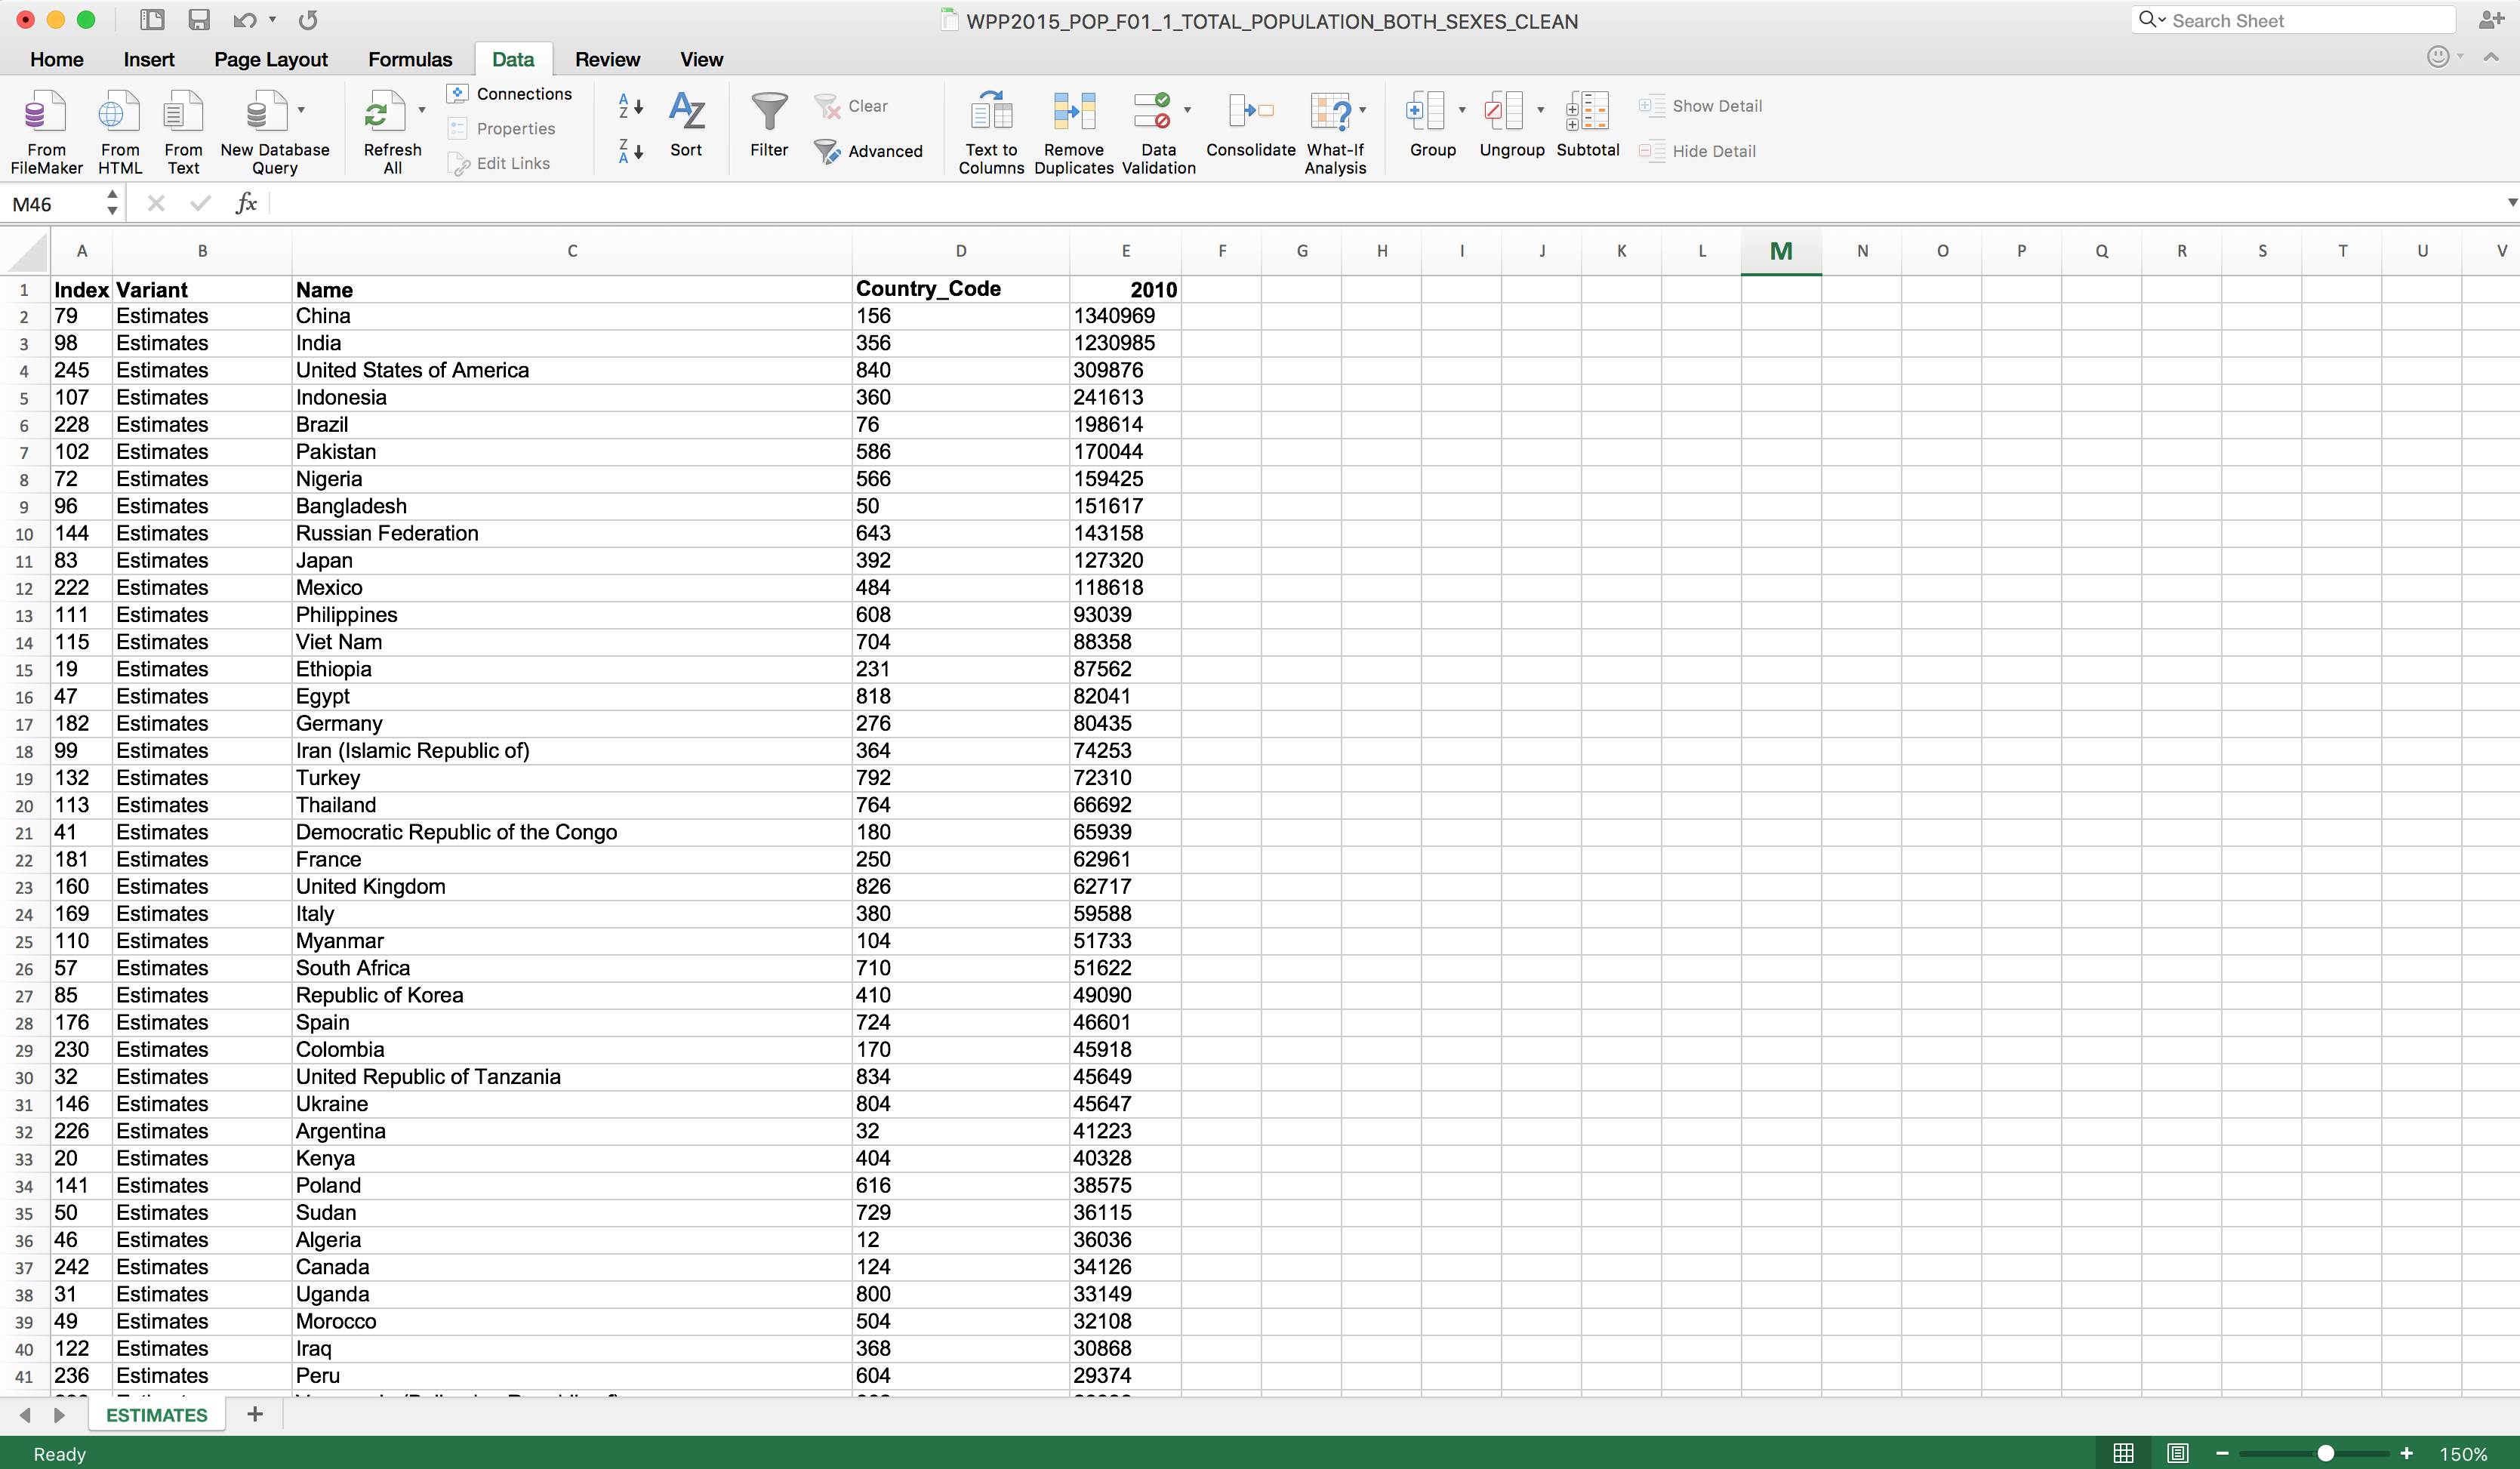 WPP2015_POP_F01_1_TOTAL_POPULATION_BOTH_SEXES_CLEAN
Search Sheet
Home Insert Page Layout Formulas Data Review View
From FileMaker
From HTML
From Text
New Database Query
Refresh All
Connections
Properties
Edit Links
Sort
Filter
Clear
Advanced
Text to Columns
Remove Duplicates
Data Validation
Consolidate
What-If Analysis
Group
Ungroup
Subtotal
Show Detail
Hide Detail
M46 fx
A B C D E F G H I J K L M N O P Q R S T U V
1 Index Variant Name Country_Code 2010
2 79 Estimates China 156 1340969
3 98 Estimates India 356 1230985
4 245 Estimates United States of America 840 309876
5 107 Estimates Indonesia 360 241613
6 228 Estimates Brazil 76 198614
7 102 Estimates Pakistan 586 170044
8 72 Estimates Nigeria 566 159425
9 96 Estimates Bangladesh 50 151617
10 144 Estimates Russian Federation 643 143158
11 83 Estimates Japan 392 127320
12 222 Estimates Mexico 484 118618
13 111 Estimates Philippines 608 93039
14 115 Estimates Viet Nam 704 88358
15 19 Estimates Ethiopia 231 87562
16 47 Estimates Egypt 818 82041
17 182 Estimates Germany 276 80435
18 99 Estimates Iran (Islamic Republic of) 364 74253
19 132 Estimates Turkey 792 72310
20 113 Estimates Thailand 764 66692
21 41 Estimates Democratic Republic of the Congo 180 65939
22 181 Estimates France 250 62961
23 160 Estimates United Kingdom 826 62717
24 169 Estimates Italy 380 59588
25 110 Estimates Myanmar 104 51733
26 57 Estimates South Africa 710 51622
27 85 Estimates Republic of Korea 410 49090
28 176 Estimates Spain 724 46601
29 230 Estimates Colombia 170 45918
30 32 Estimates United Republic of Tanzania 834 45649
31 146 Estimates Ukraine 804 45647
32 226 Estimates Argentina 32 41223
33 20 Estimates Kenya 404 40328
34 141 Estimates Poland 616 38575
35 50 Estimates Sudan 729 36115
36 46 Estimates Algeria 12 36036
37 242 Estimates Canada 124 34126
38 31 Estimates Uganda 800 33149
39 49 Estimates Morocco 504 32108
40 122 Estimates Iraq 368 30868
41 236 Estimates Peru 604 29374
ESTIMATES
Ready
150%